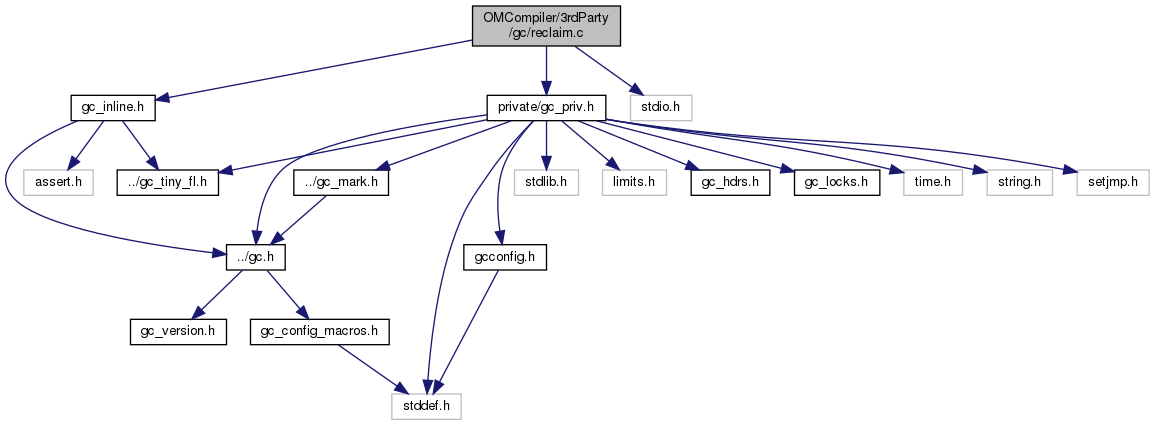 OMCompiler/3rdParty
/gc/reclaim.c
gc_inline.h
private/gc_priv.h
stdio.h
assert.h
../gc_tiny_fl.h
../gc_mark.h
stdlib.h
limits.h
gc_hdrs.h
gc_locks.h
time.h
string.h
setjmp.h
../gc.h
gcconfig.h
gc_version.h
gc_config_macros.h
stddef.h